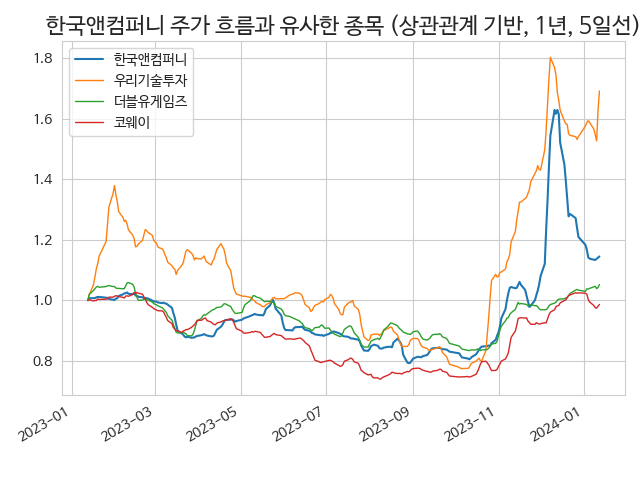 한국앤컴퍼니 주가 흐름과 유사한 종목 (상관관계 기반, 1년, 5일선)
한국앤컴퍼니
우리기술투자
더블유게임즈
코웨이
1.8
1.6
1.4
1.2
1.0
0.8
2023-01
2023-03
2023-05
2023-07
2023-09
2023-11
2024-01